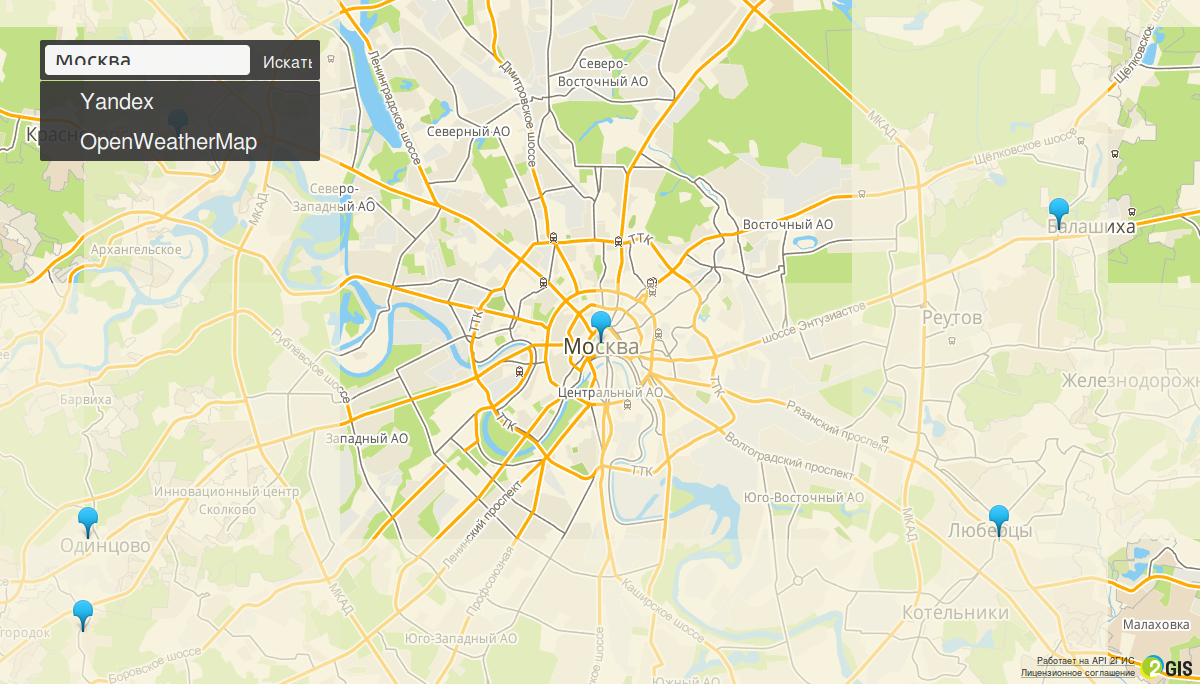 Москва
Искать
Yandex
OpenWeatherMap
Северо-
Восточный АО
Щёлковское шоссе
Ленинградское шоссе
Дмитровское шоссе
Северный АО
МКАД
Щёлковское шоссе
Северо-
Западный АО
МКАД
Восточный АО
Балашиха
ТТК
Архангельское
ТТК
Реутов
шоссе Энтузиастов
Рублёвское шоссе
Москва
Железнодорожн
Барвиха
Центральный АО
ТТК
Рязанский проспект
ТТК
Западный АО
Волгоградский проспект
ТТК
Инновационный центр
Сколково
Юго-Восточный АО
Ленинский проспект
МКАД
Люберцы
Одинцово
Профсоюзная
МКАД
Каширское шоссе
Котельники
Малаховка
городок
Юго-Западный АО
Боровское шоссе
Южный АО
Работает на API 2ГИС
Лицензионное соглашение
2GIS